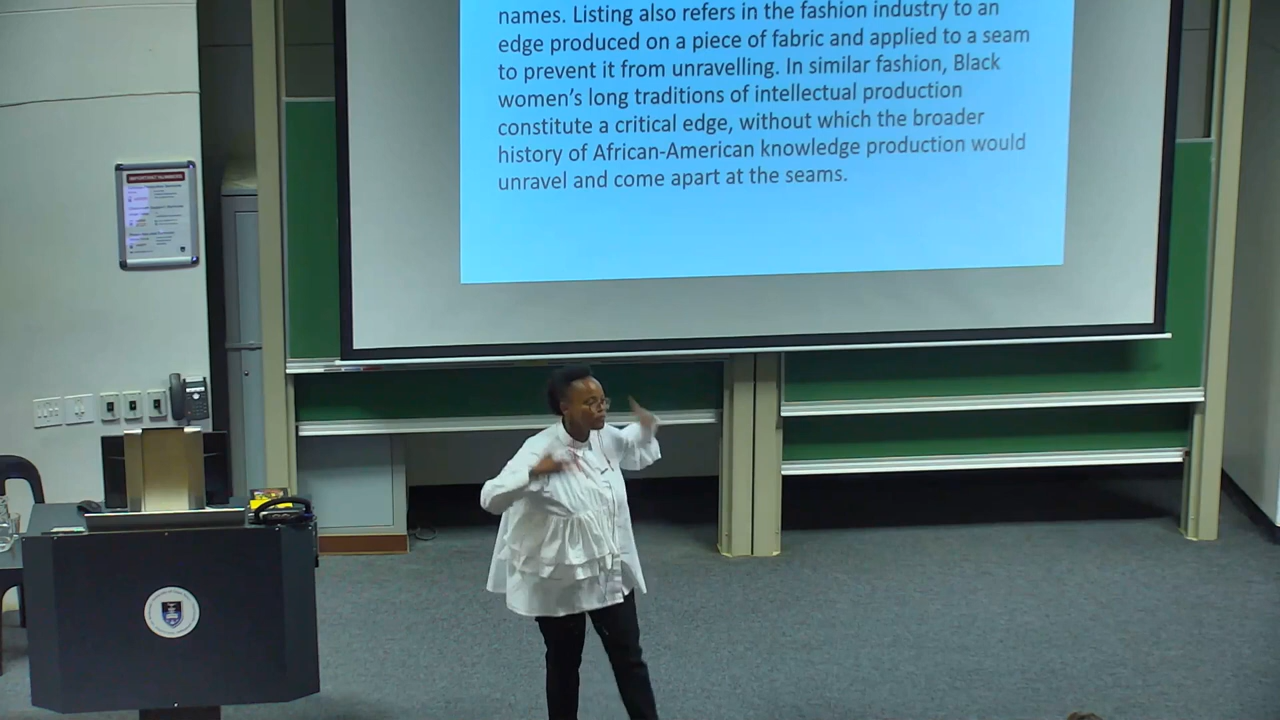 names. Listing also refers in the fashion industry to an
edge produced on a piece of fabric and applied to a seam
to prevent it from unravelling. In similar fashion, Black
women's long traditions of intellectual production
constitute a critical edge, without which the broader
history of African-American knowledge production would
unravel and come apart at the seams.
IMPORTANT NUMBERS